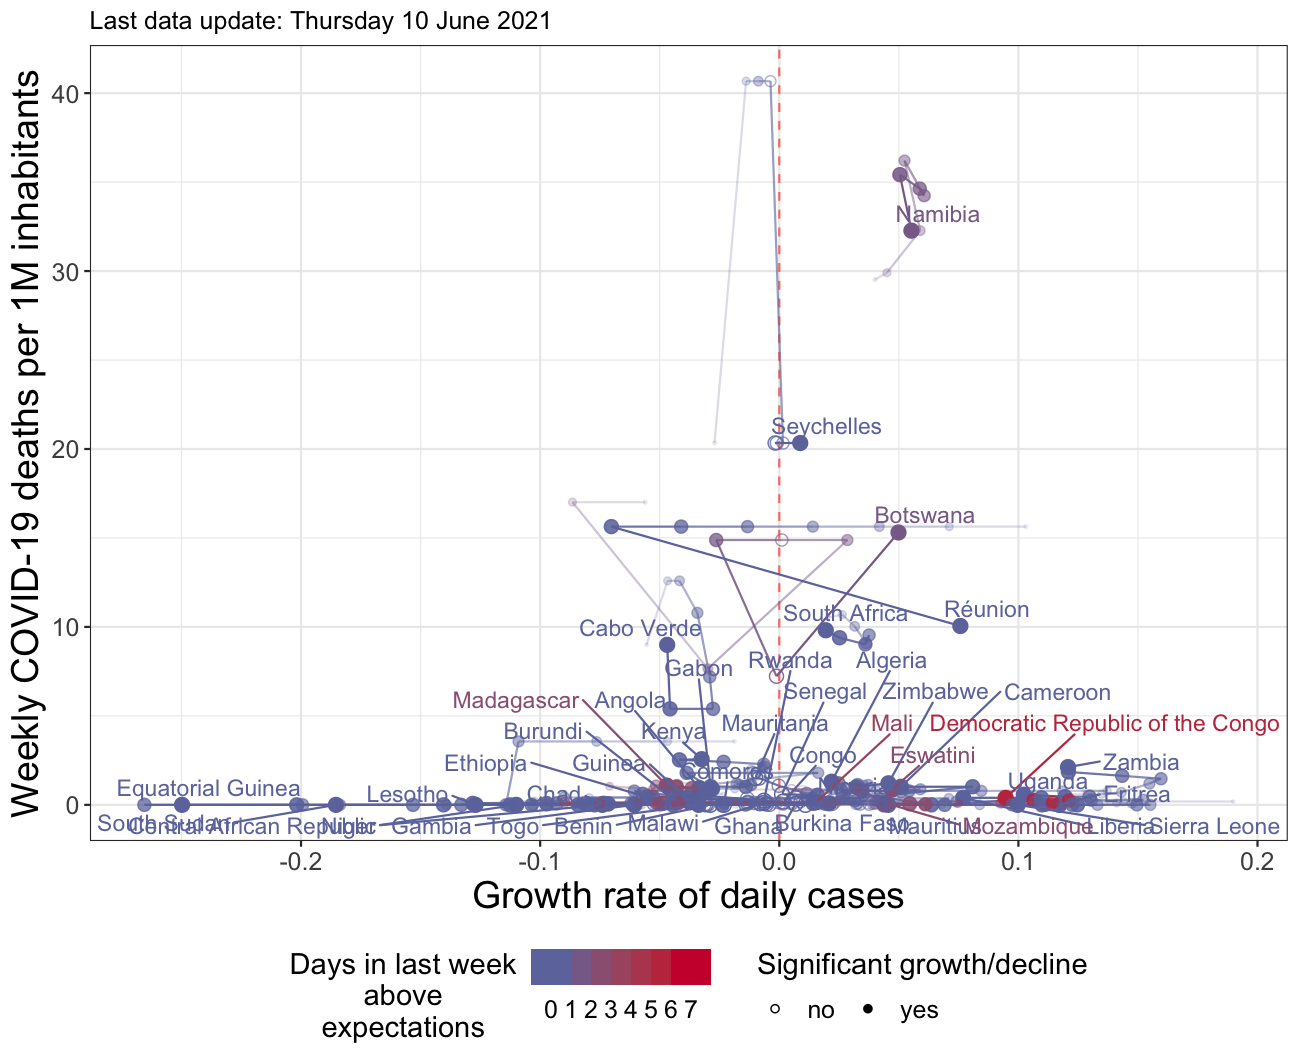 Last data update: Thursday 10 June 2021
Weekly COVID-19 deaths per 1M inhabitants
40
30
20
10
0
Namibia
Seychelles
Botswana
Réunion
South Africa
Cabo Verde
Gabon
Rwanda
Algeria
Madagascar
Angola
Senegal
Zimbabwe
Cameroon
Burundi
Kenya
Mauritania
Mali
Democratic Republic of the Congo
Ethiopia
Guinea
Comoros
Congo
Eswatini
Zambia
Equatorial Guinea
Lesotho
Chad
Uganda
Eritrea
South Sudan
Central African Republic
Niger
Gambia
Togo
Benin
Malawi
Ghana
Burkina Faso
Mauritius
Mozambique
Liberia
Sierra Leone
-0.2
-0.1
0.0
0.1
0.2
Growth rate of daily cases
Days in last week
above
expectations
0 1 2 3 4 5 6 7
Significant growth/decline
no
yes